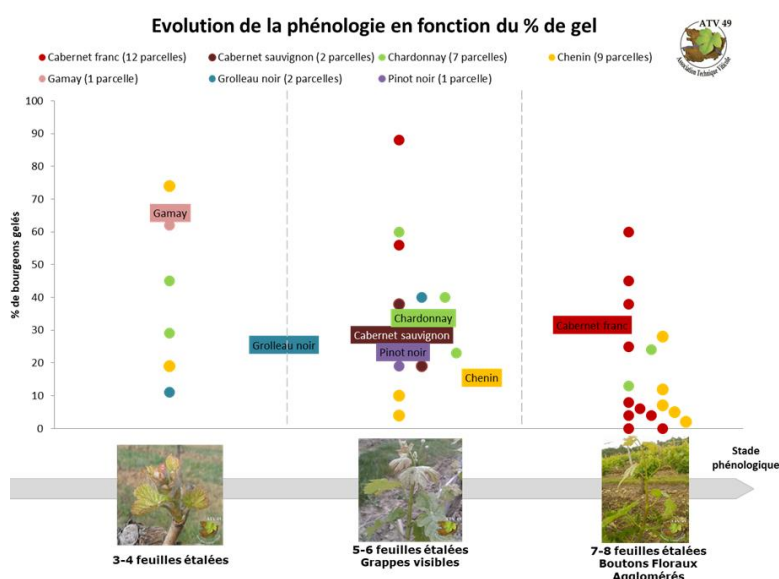 Evolution de la phénologie en fonction du % de gel
ATV 49
Association Technique Viticole
Cabernet franc (12 parcelles)
Cabernet sauvignon (2 parcelles)
Chardonnay (7 parcelles)
Chenin (9 parcelles)
Gamay (1 parcelle)
Grolleau noir (2 parcelles)
Pinot noir (1 parcelle)
% de bourgeons gelés
100
90
80
70
60
50
40
30
20
10
0
Gamay
Grolleau noir
Chardonnay
Cabernet sauvignon
Pinot noir
Chenin
Cabernet franc
Stade
phénologique
ATV 49
ATV 49
3-4 feuilles étalées
5-6 feuilles étalées
Grappes visibles
7-8 feuilles étalées
Boutons Floraux
Agglomérés